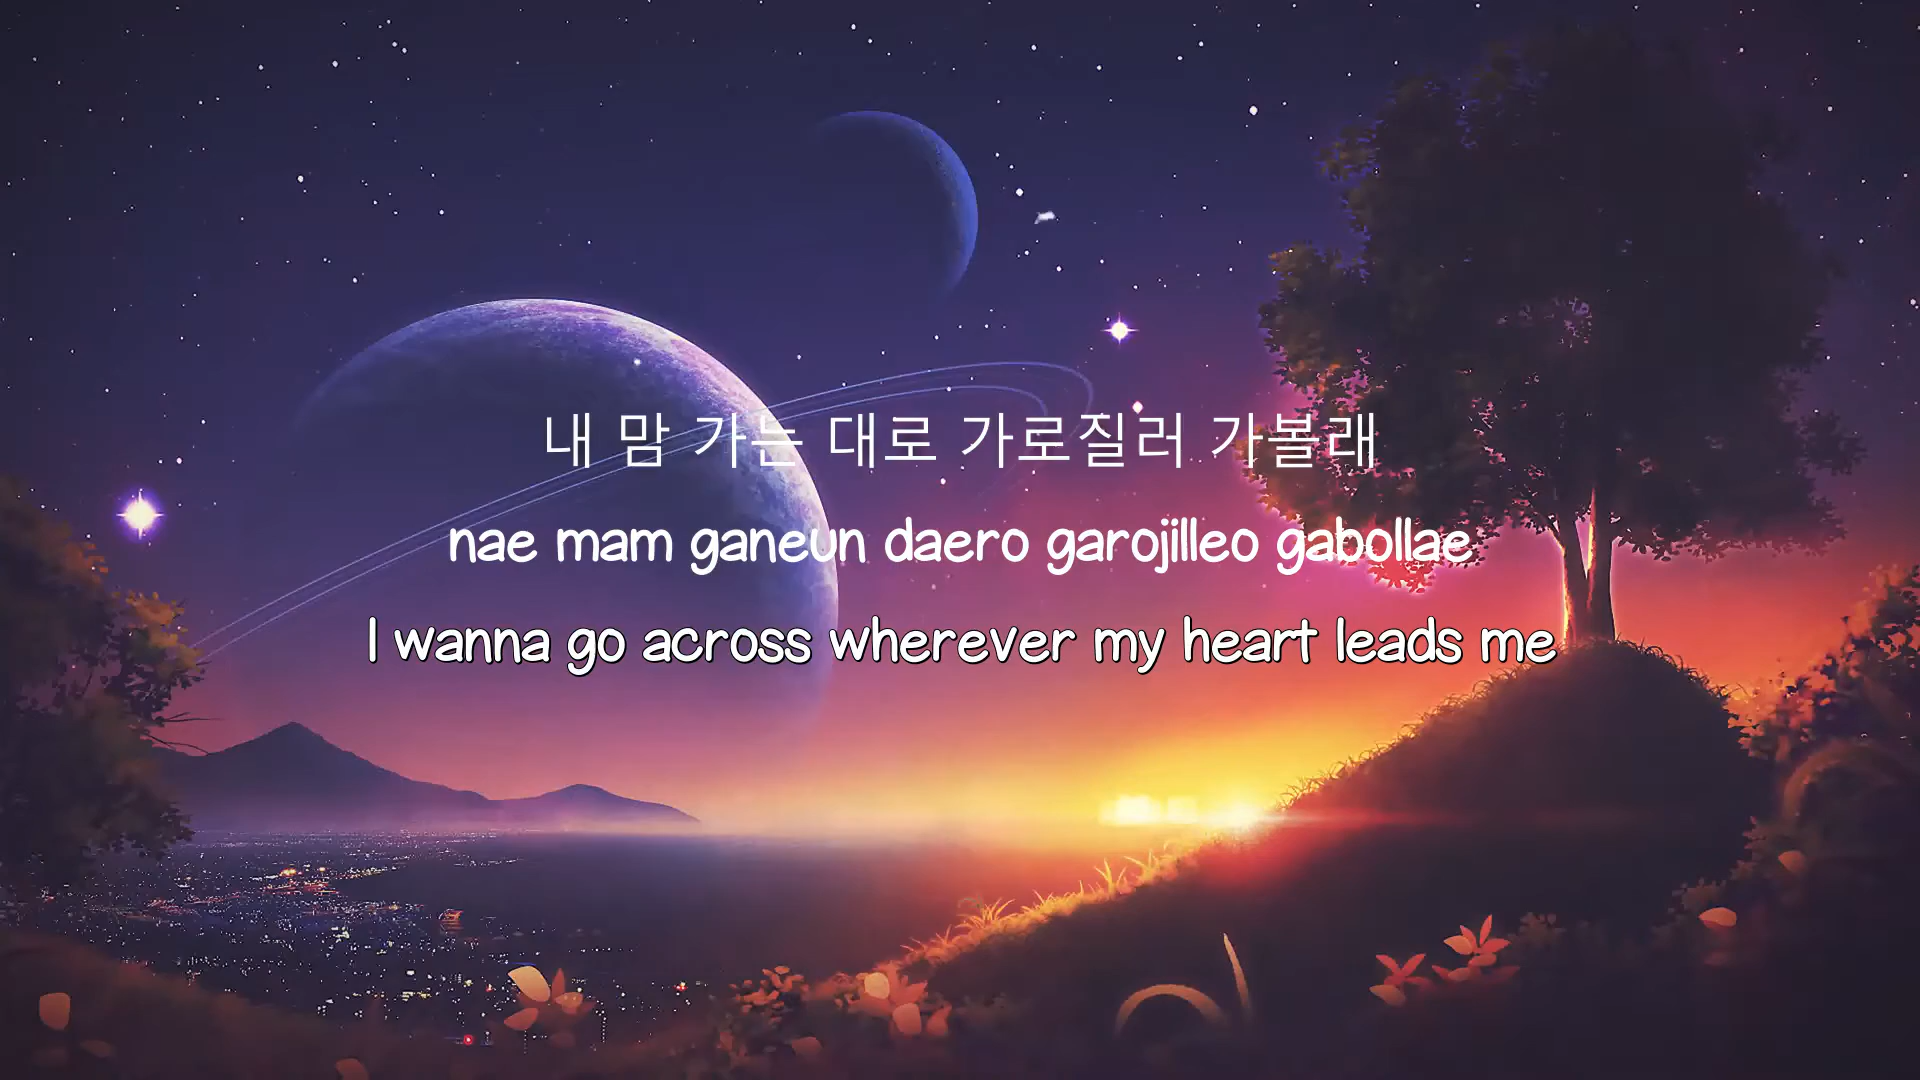 내 맘 가는 대로 가로질러 가볼래
nae mam ganeun daero garojilleo gabollae
I wanna go across wherever my heart leads me